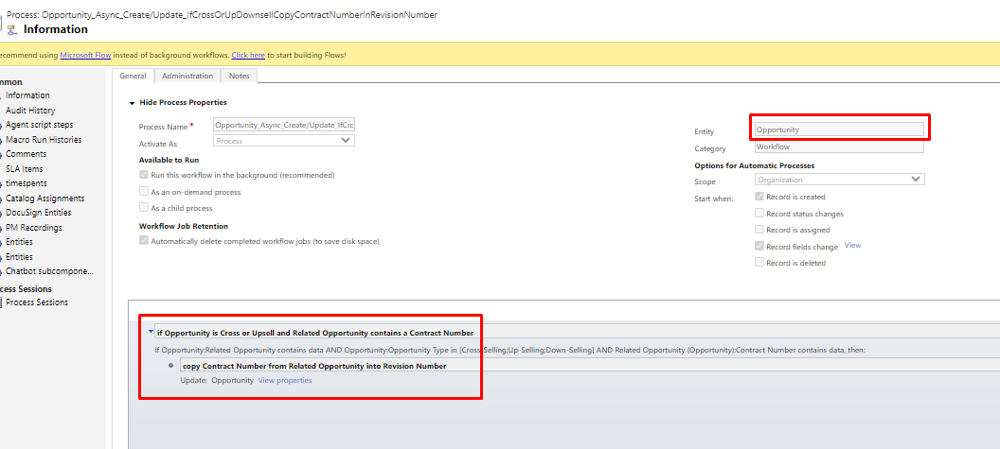 Process: Opportunity_Async_Create/Update_IfCrossOrUpDownsellCopyContractNumberInRevisionNumber
Information
ecommend using Microsoft Flow instead of background workflows. Click here to start building Flows!
mmon
Information
Audit History
Agent script steps
Macro Run Histories
Comments
SLA Items
timespents
Catalog Assignments
DocuSign Entities
PM Recordings
Entities
Entities
Chatbot subcompone...
cess Sessions
Process Sessions
General Administration Notes
Hide Process Properties
Process Name * Opportunity_Async_Create/Update_IfCro
Activate As Process
Available to Run
Run this workflow in the background (recommended)
As an on-demand process
As a child process
Workflow Job Retention
Automatically delete completed workflow jobs (to save disk space)
Entity Opportunity
Category Workflow
Options for Automatic Processes
Scope Organization
Start when: Record is created
Record status changes
Record is assigned
Record fields change View
Record is deleted
if Opportunity is Cross or Upsell and Related Opportunity contains a Contract Number
If Opportunity:Related Opportunity contains data AND Opportunity:Opportunity Type in [Cross-Selling;Up-Selling;Down-Selling] AND Related Opportunity (Opportunity):Contract Number contains data, then:
copy Contract Number from Related Opportunity into Revision Number
Update: Opportunity View properties